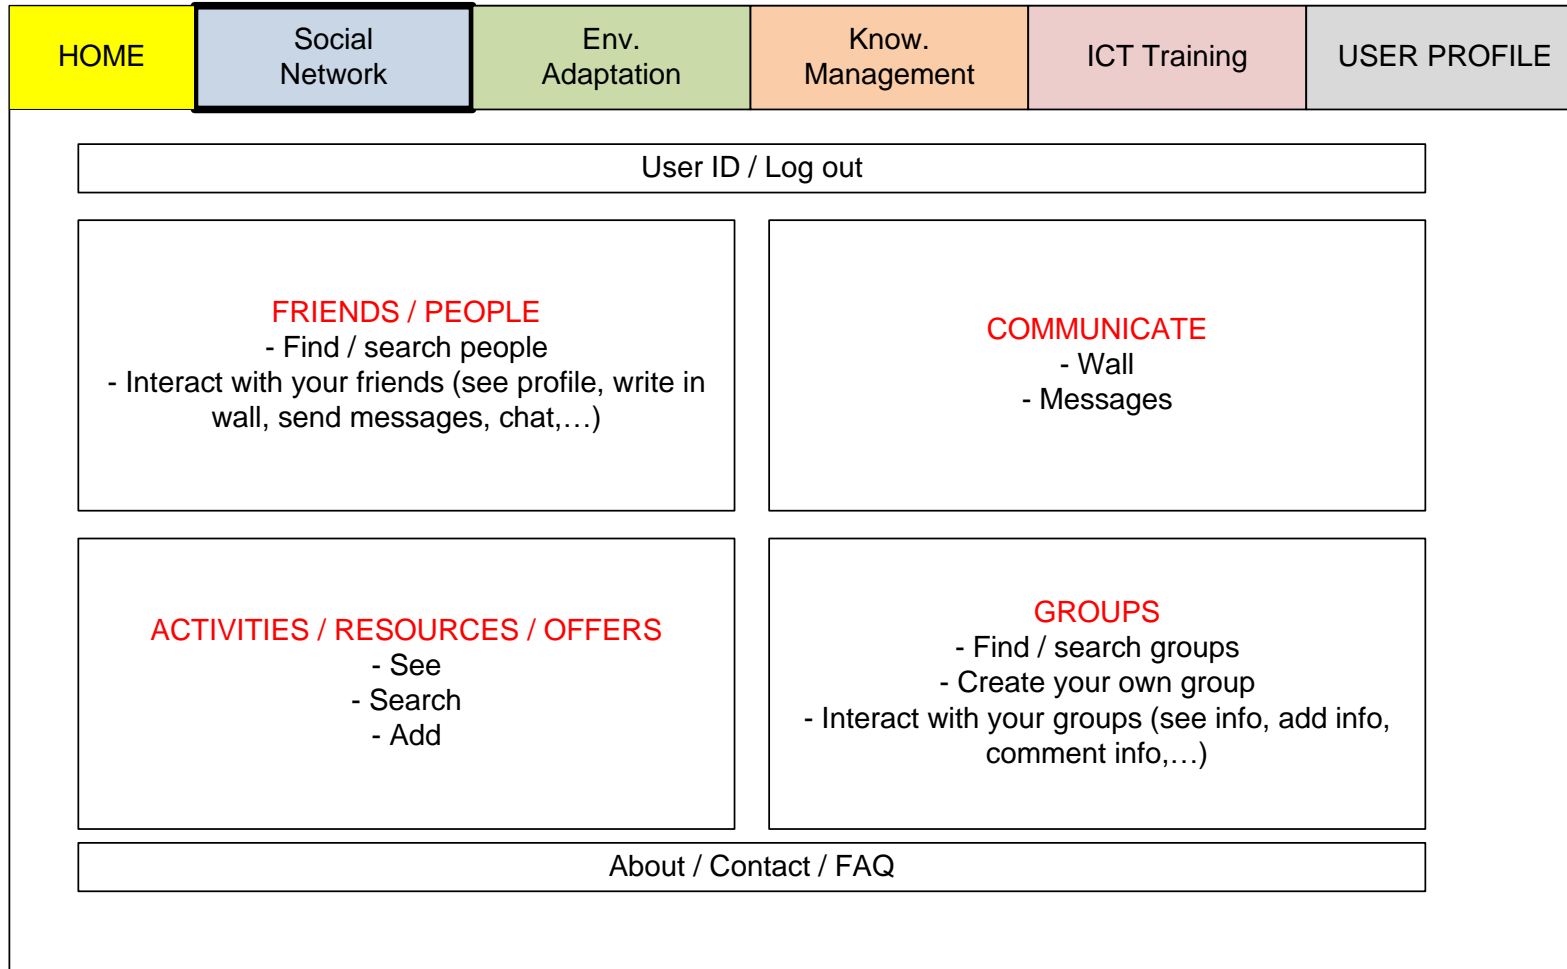 HOME
Social
Network
Env.
Adaptation
Know.
Management
ICT Training
USER PROFILE
User ID / Log out
FRIENDS / PEOPLE
- Find / search people
- Interact with your friends (see profile, write in
wall, send messages, chat,…)
COMMUNICATE
- Wall
- Messages
ACTIVITIES / RESOURCES / OFFERS
- See
- Search
- Add
GROUPS
- Find / search groups
- Create your own group
- Interact with your groups (see info, add info,
comment info,…)
About / Contact / FAQ